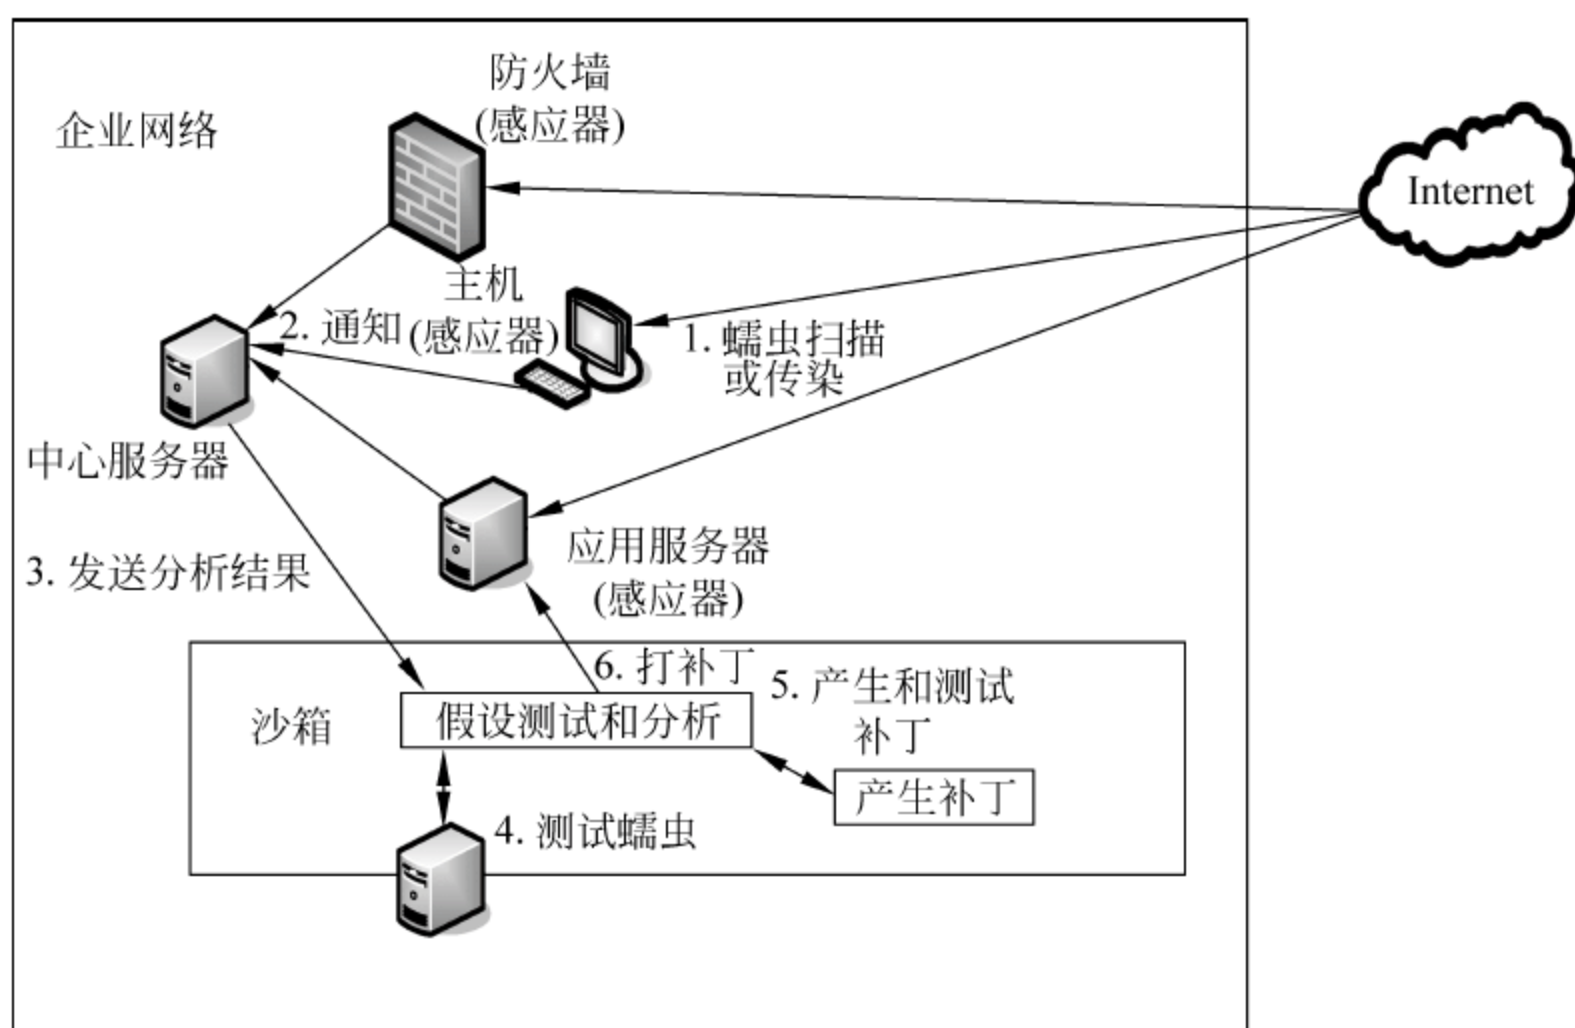 防火墙
(感应器)
企业网络
Internet
主机
(感应器)
2. 通知
1. 蠕虫扫描
或传染
中心服务器
应用服务器
(感应器)
3. 发送分析结果
6. 打补丁
5. 产生和测试
补丁
沙箱
假设测试和分析
产生补丁
4. 测试蠕虫